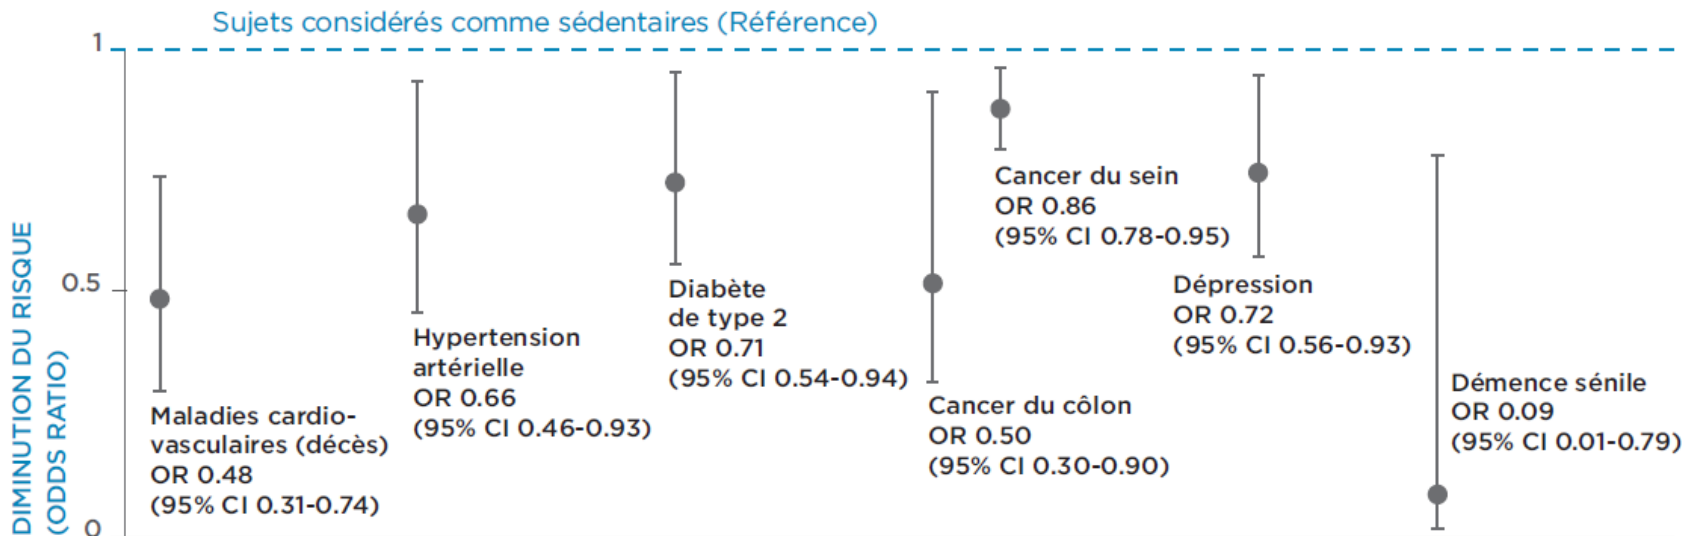 Sujets considérés comme sédentaires (Référence)
1
0.5
0
DIMINUTION DU RISQUE
(ODDS RATIO)
Maladies cardio-
vasculaires (décès)
OR 0.48
(95% CI 0.31-0.74)
Hypertension
artérielle
OR 0.66
(95% CI 0.46-0.93)
Diabète
de type 2
OR 0.71
(95% CI 0.54-0.94)
Cancer du côlon
OR 0.50
(95% CI 0.30-0.90)
Cancer du sein
OR 0.86
(95% CI 0.78-0.95)
Dépression
OR 0.72
(95% CI 0.56-0.93)
Démence sénile
OR 0.09
(95% CI 0.01-0.79)